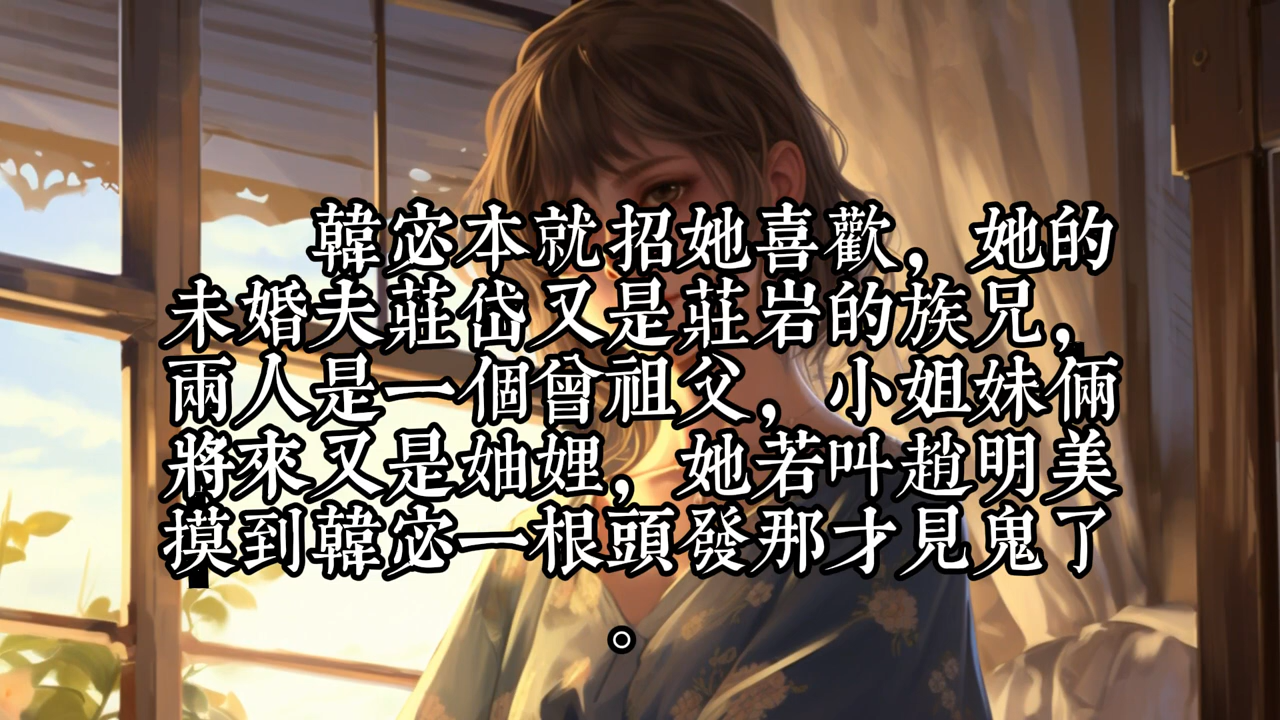 韓宓本就招她喜歡，她的
未婚夫莊岱又是莊岩的族兄，
兩人是一個曾祖父，小姐妹倆
將來又是妯娌，她若叫趙明美
摸到韓宓一根頭發那才見鬼了
。